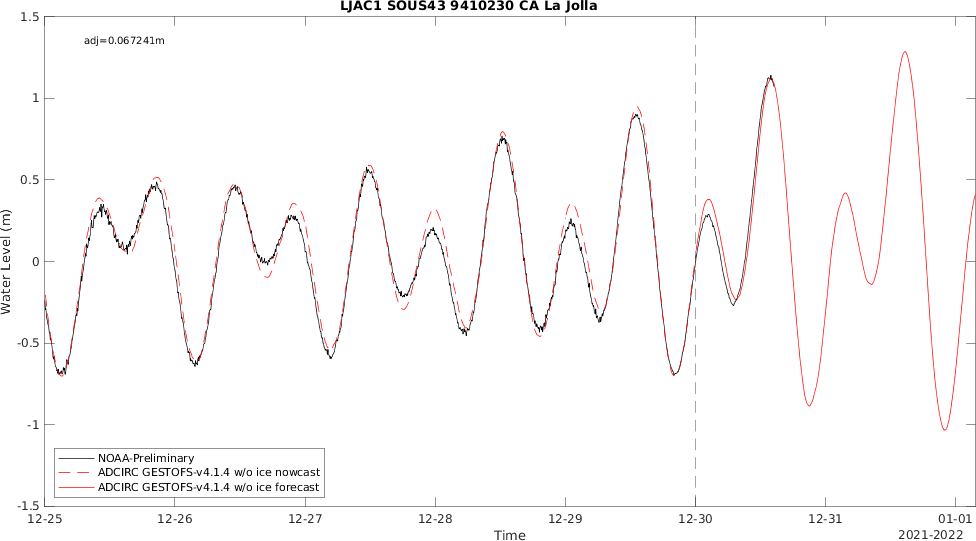 LJAC1 SOUS43 9410230 CA La Jolla
adj=0.067241m
1.5
1
0.5
0
-0.5
-1
-1.5
Water Level (m)
NOAA-Preliminary
ADCIRC GESTOFS-v4.1.4 w/o ice nowcast
ADCIRC GESTOFS-v4.1.4 w/o ice forecast
12-25 12-26 12-27 12-28 12-29 12-30 12-31 01-01
Time
2021-2022